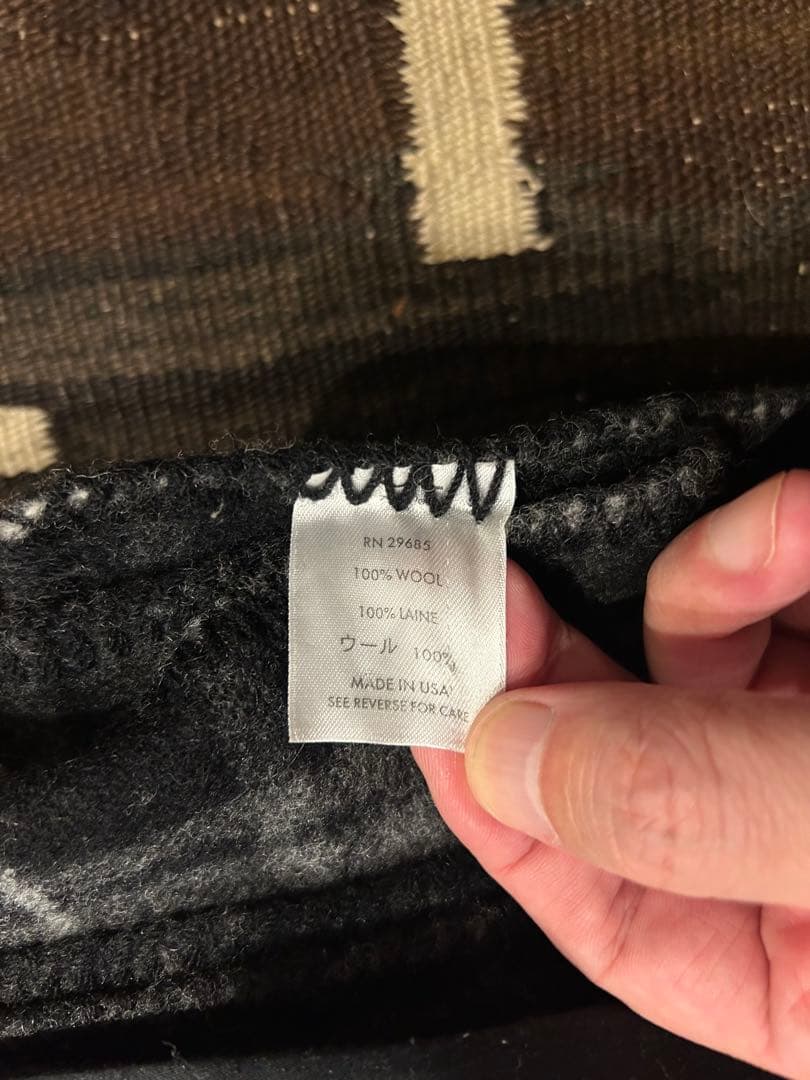 RN 29685
100% WOOL
100% LAINE
ウール 100%
MADE IN USA
SEE REVERSE FOR CARE